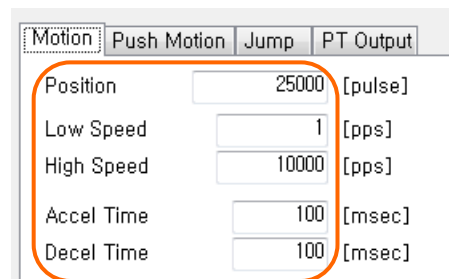 Motion Push Motion Jump PT Output
Position 25000 [pulse]
Low Speed 1 [pps]
High Speed 10000 [pps]
Accel Time 100 [msec]
Decel Time 100 [msec]